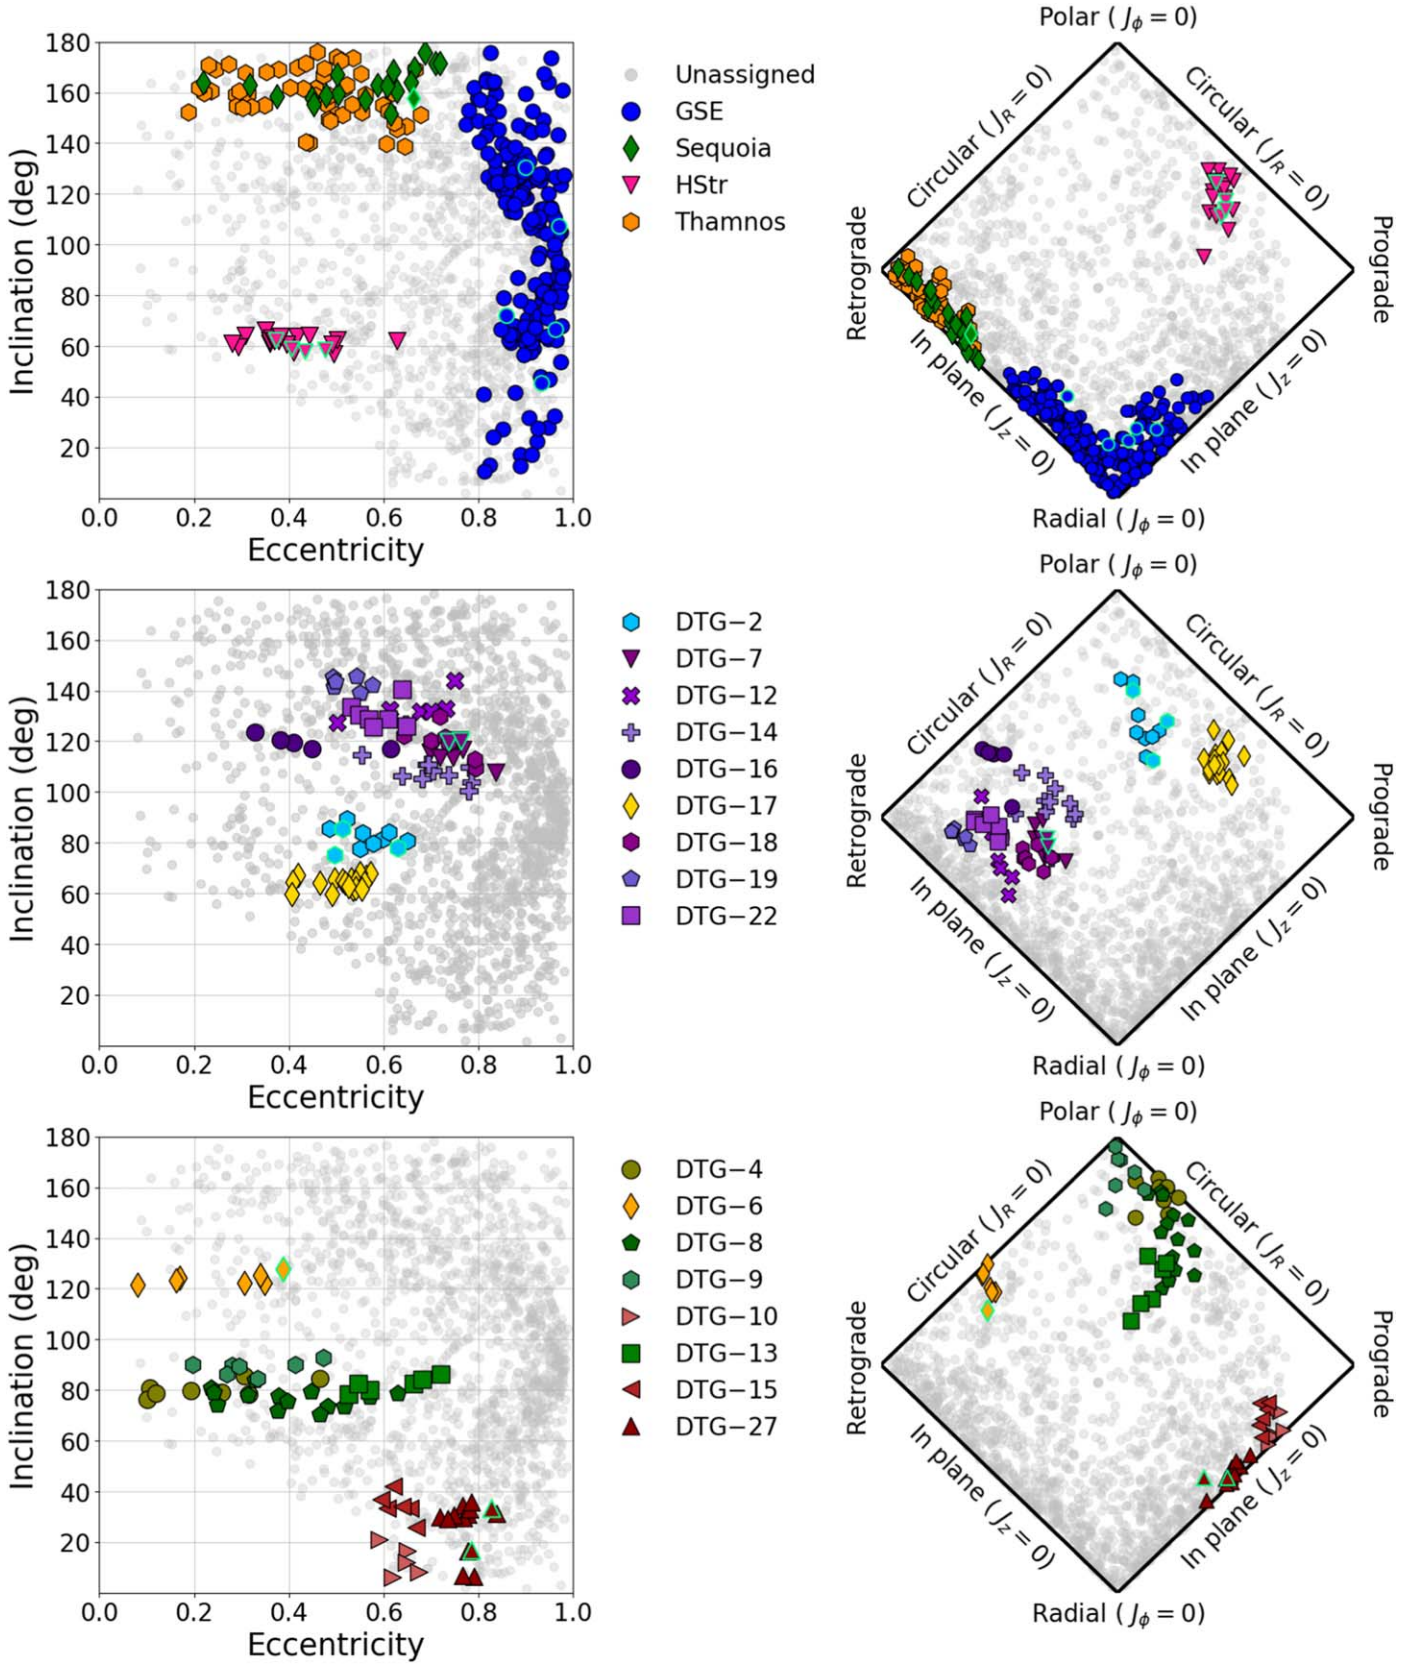 Polar ( Jϕ = 0)
180
160
140
120
100
80
60
40
20
Inclination (deg)
0.0 0.2 0.4 0.6 0.8 1.0
Eccentricity
Unassigned
GSE
Sequoia
HStr
Thamnos
Circular ( JR = 0)
Circular ( JR = 0)
Retrograde
Prograde
In plane ( Jz = 0)
In plane ( Jz = 0)
Radial ( Jϕ = 0)
Polar ( Jϕ = 0)
180
160
140
120
100
80
60
40
20
Inclination (deg)
0.0 0.2 0.4 0.6 0.8 1.0
Eccentricity
DTG−2
DTG−7
DTG−12
DTG−14
DTG−16
DTG−17
DTG−18
DTG−19
DTG−22
Circular ( JR = 0)
Circular ( JR = 0)
Retrograde
Prograde
In plane ( Jz = 0)
In plane ( Jz = 0)
Radial ( Jϕ = 0)
Polar ( Jϕ = 0)
180
160
140
120
100
80
60
40
20
Inclination (deg)
0.0 0.2 0.4 0.6 0.8 1.0
Eccentricity
DTG−4
DTG−6
DTG−8
DTG−9
DTG−10
DTG−13
DTG−15
DTG−27
Circular ( JR = 0)
Circular ( JR = 0)
Retrograde
Prograde
In plane ( Jz = 0)
In plane ( Jz = 0)
Radial ( Jϕ = 0)